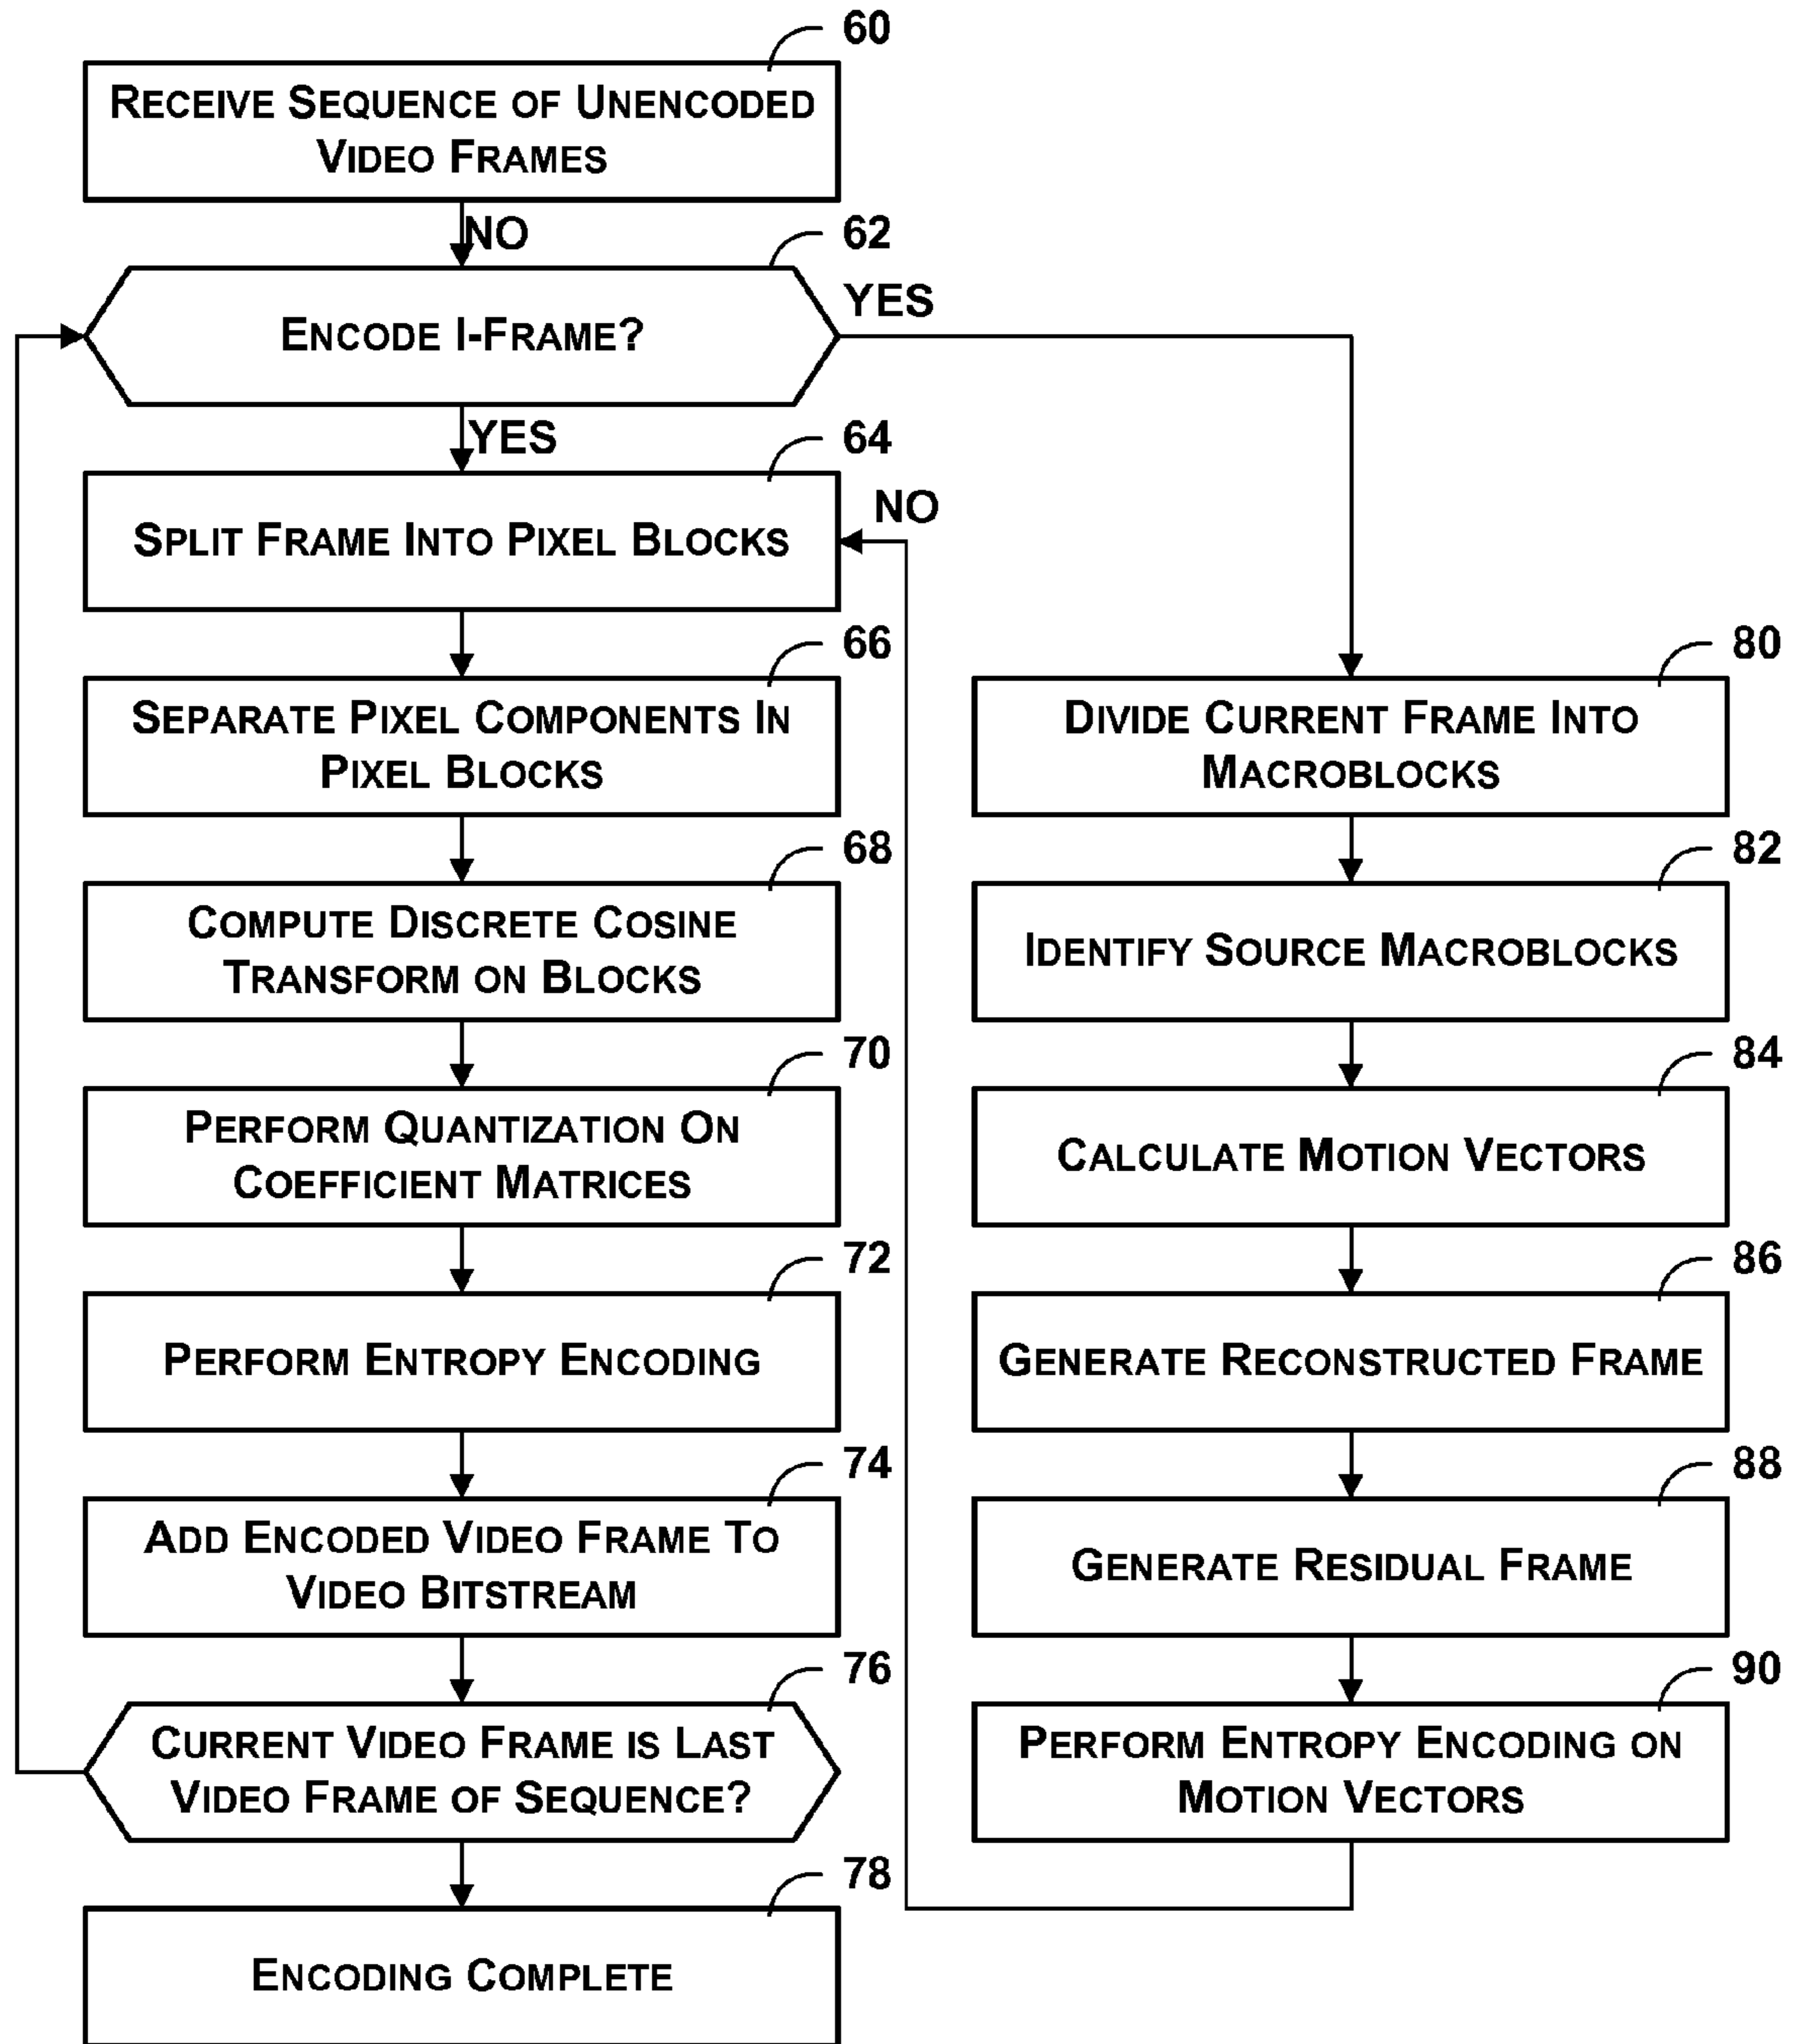 60
RECEIVE SEQUENCE OF UNENCODED
VIDEO FRAMES
NO
62
YES
ENCODE I-FRAME?
YES
64
NO
SPLIT FRAME INTO PIXEL BLOCKS
66
SEPARATE PIXEL COMPONENTS IN
PIXEL BLOCKS
68
COMPUTE DISCRETE COSINE
TRANSFORM ON BLOCKS
70
PERFORM QUANTIZATION ON
COEFFICIENT MATRICES
72
PERFORM ENTROPY ENCODING
74
ADD ENCODED VIDEO FRAME TO
VIDEO BITSTREAM
76
CURRENT VIDEO FRAME IS LAST
VIDEO FRAME OF SEQUENCE?
78
ENCODING COMPLETE
80
DIVIDE CURRENT FRAME INTO
MACROBLOCKS
82
IDENTIFY SOURCE MACROBLOCKS
84
CALCULATE MOTION VECTORS
86
GENERATE RECONSTRUCTED FRAME
88
GENERATE RESIDUAL FRAME
90
PERFORM ENTROPY ENCODING ON
MOTION VECTORS